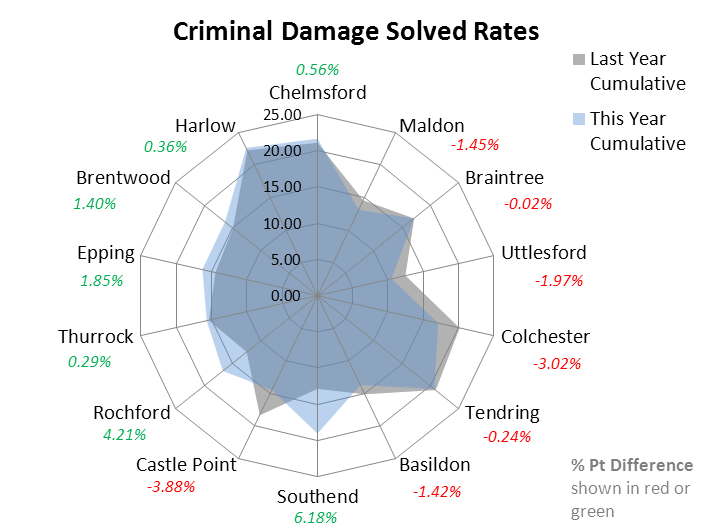 Criminal Damage Solved Rates
Last Year
Cumulative
This Year
Cumulative
0.56%
Chelmsford
Maldon
-1.45%
Braintree
-0.02%
Uttlesford
-1.97%
Colchester
-3.02%
Tendring
-0.24%
Basildon
-1.42%
Southend
6.18%
Castle Point
-3.88%
Rochford
4.21%
Thurrock
0.29%
Epping
1.85%
Brentwood
1.40%
Harlow
0.36%
25.00
20.00
15.00
10.00
5.00
0.00
% Pt Difference
shown in red or
green